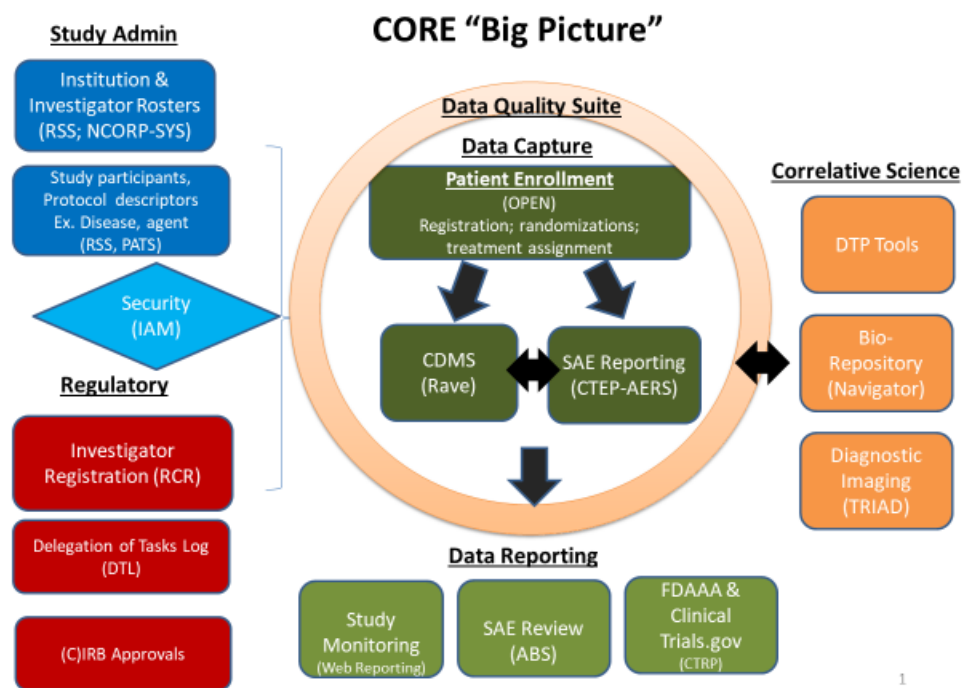 CORE “Big Picture”
Study Admin
Institution &
Investigator Rosters
(RSS; NCORP-SYS)
Study participants,
Protocol descriptors
Ex. Disease, agent
(RSS, PATS)
Security
(IAM)
Regulatory
Investigator
Registration (RCR)
Delegation of Tasks Log
(DTL)
(C)IRB Approvals
Data Quality Suite
Data Capture
Patient Enrollment
(OPEN)
Registration; randomizations;
treatment assignment
CDMS
(Rave)
SAE Reporting
(CTEP-AERS)
Data Reporting
Study
Monitoring
(Web Reporting)
SAE Review
(ABS)
FDAAA &
Clinical
Trials.gov
(CTRP)
Correlative Science
DTP Tools
Bio-
Repository
(Navigator)
Diagnostic
Imaging
(TRIAD)
1